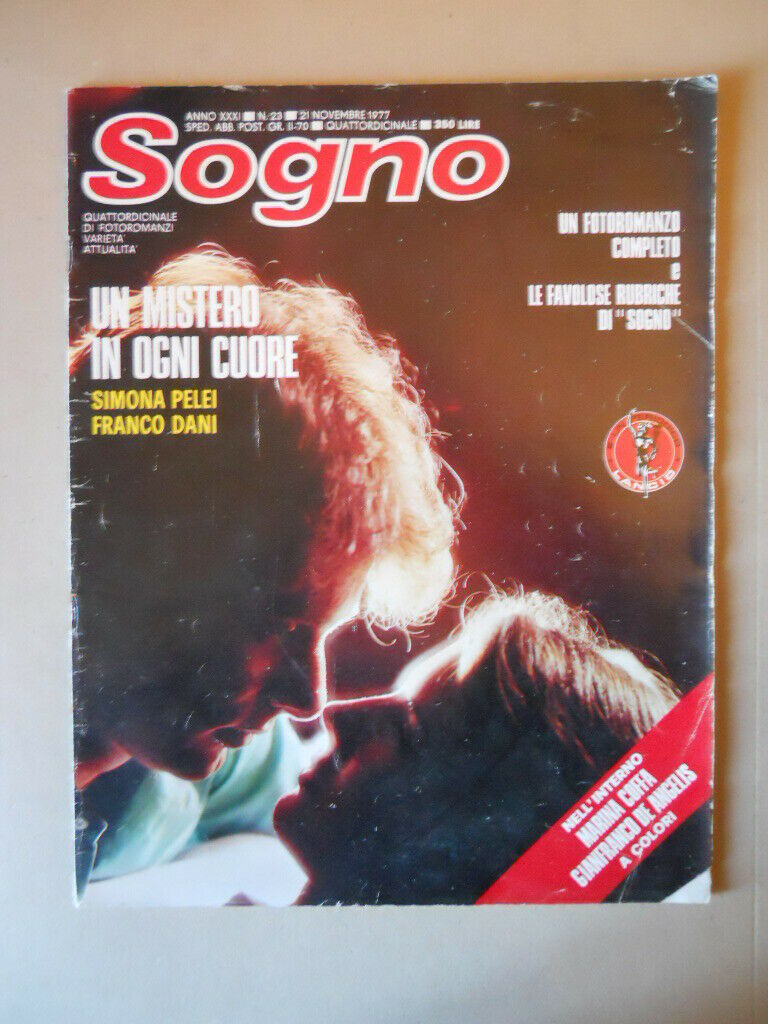 ANNO XXXI ■ N. 23 ■ 21 NOVEMBRE 1977
SPED. ABB. POST. GR. II-70 ■ QUATTORDICINALE ■ 350 LIRE
Sogno
QUATTORDICINALE
DI FOTOROMANZI
VARIETA'
ATTUALITA'
UN FOTOROMANZO
COMPLETO
e
LE FAVOLOSE RUBRICHE
DI "SOGNO"
UN MISTERO
IN OGNI CUORE
SIMONA PELEI
FRANCO DANI
LANCIO
NELL'INTERNO
MARINA COFFA
GIANFRANCO DE ANGELIS
A COLORI